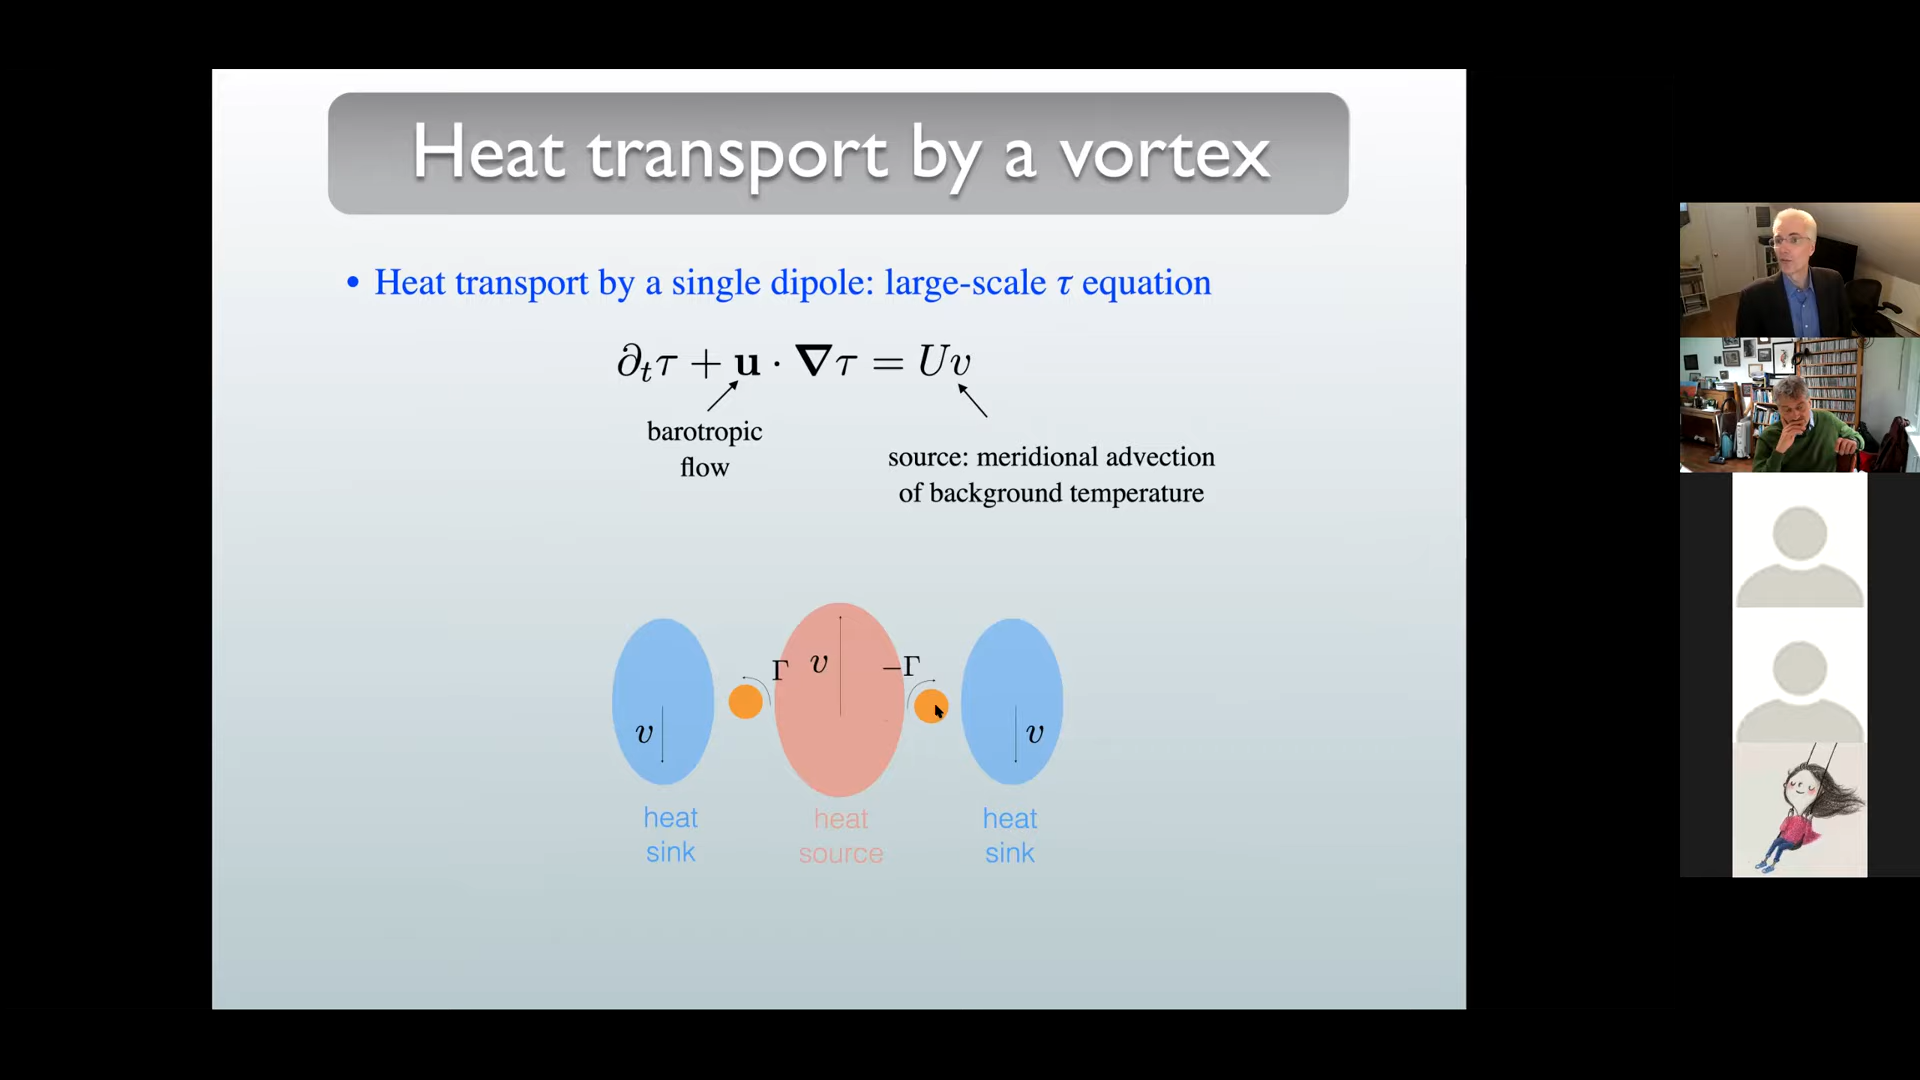 Heat transport by a vortex
• Heat transport by a single dipole: large-scale τ equation
∂ₜτ + u · ∇τ = Uv
barotropic
flow
source: meridional advection
of background temperature
Γ v −Γ
v v
heat heat heat
sink source sink